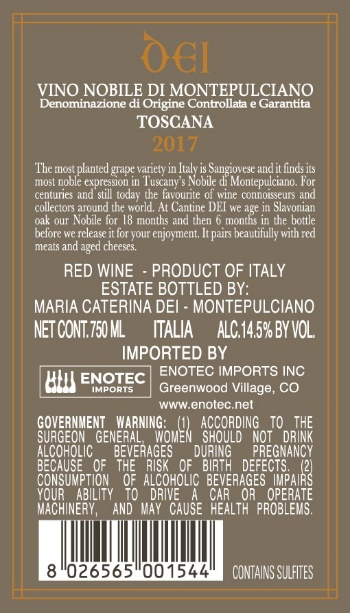 DEI
VINO NOBILE DI MONTEPULCIANO
Denominazione di Origine Controllata e Garantita
TOSCANA
2017
The most planted grape variety in Italy is Sangiovese and it finds its
most noble expression in Tuscany's Nobile di Montepulciano. For
centuries and still today the favourite of wine connoisseurs and
collectors around the world. At Cantine DEI we age in Slavonian
oak our Nobile for 18 months and then 6 months in the bottle
before we release it for your enjoyment. It pairs beautifully with red
meats and aged cheeses.
RED WINE - PRODUCT OF ITALY
ESTATE BOTTLED BY:
MARIA CATERINA DEI - MONTEPULCIANO
NET CONT. 750 ML ITALIA ALC. 14.5% BY VOL.
IMPORTED BY
ENOTEC IMPORTS
ENOTEC IMPORTS INC
Greenwood Village, CO
www.enotec.net
GOVERNMENT WARNING: (1) ACCORDING TO THE
SURGEON GENERAL, WOMEN SHOULD NOT DRINK
ALCOHOLIC BEVERAGES DURING PREGNANCY
BECAUSE OF THE RISK OF BIRTH DEFECTS. (2)
CONSUMPTION OF ALCOHOLIC BEVERAGES IMPAIRS
YOUR ABILITY TO DRIVE A CAR OR OPERATE
MACHINERY, AND MAY CAUSE HEALTH PROBLEMS.
8 026565 001544
CONTAINS SULFITES